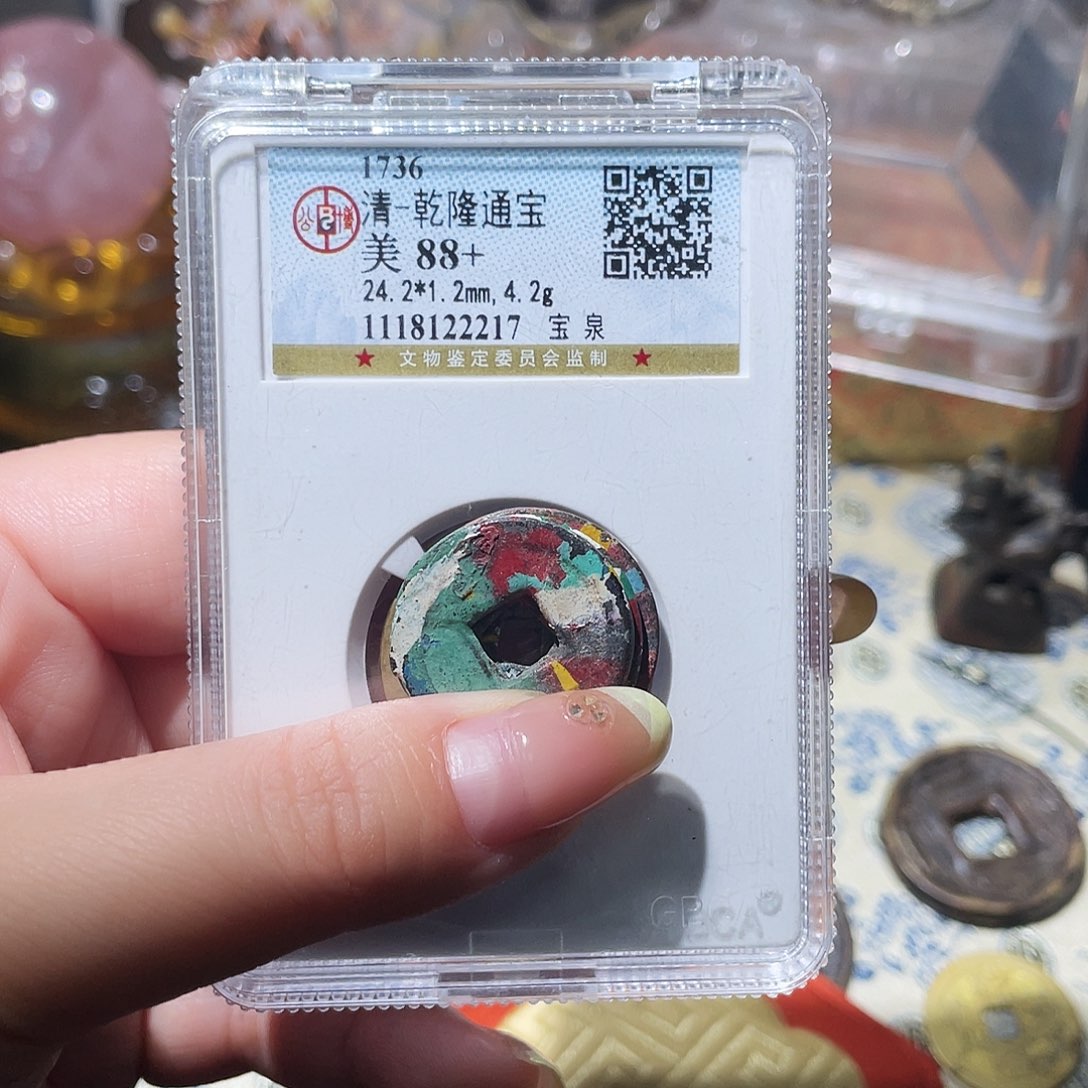 1736
清-乾隆通宝
美 88+
24.2*1.2mm,4.2g
1118122217 宝泉
★ 文物鉴定委员会监制 ★
GBCA